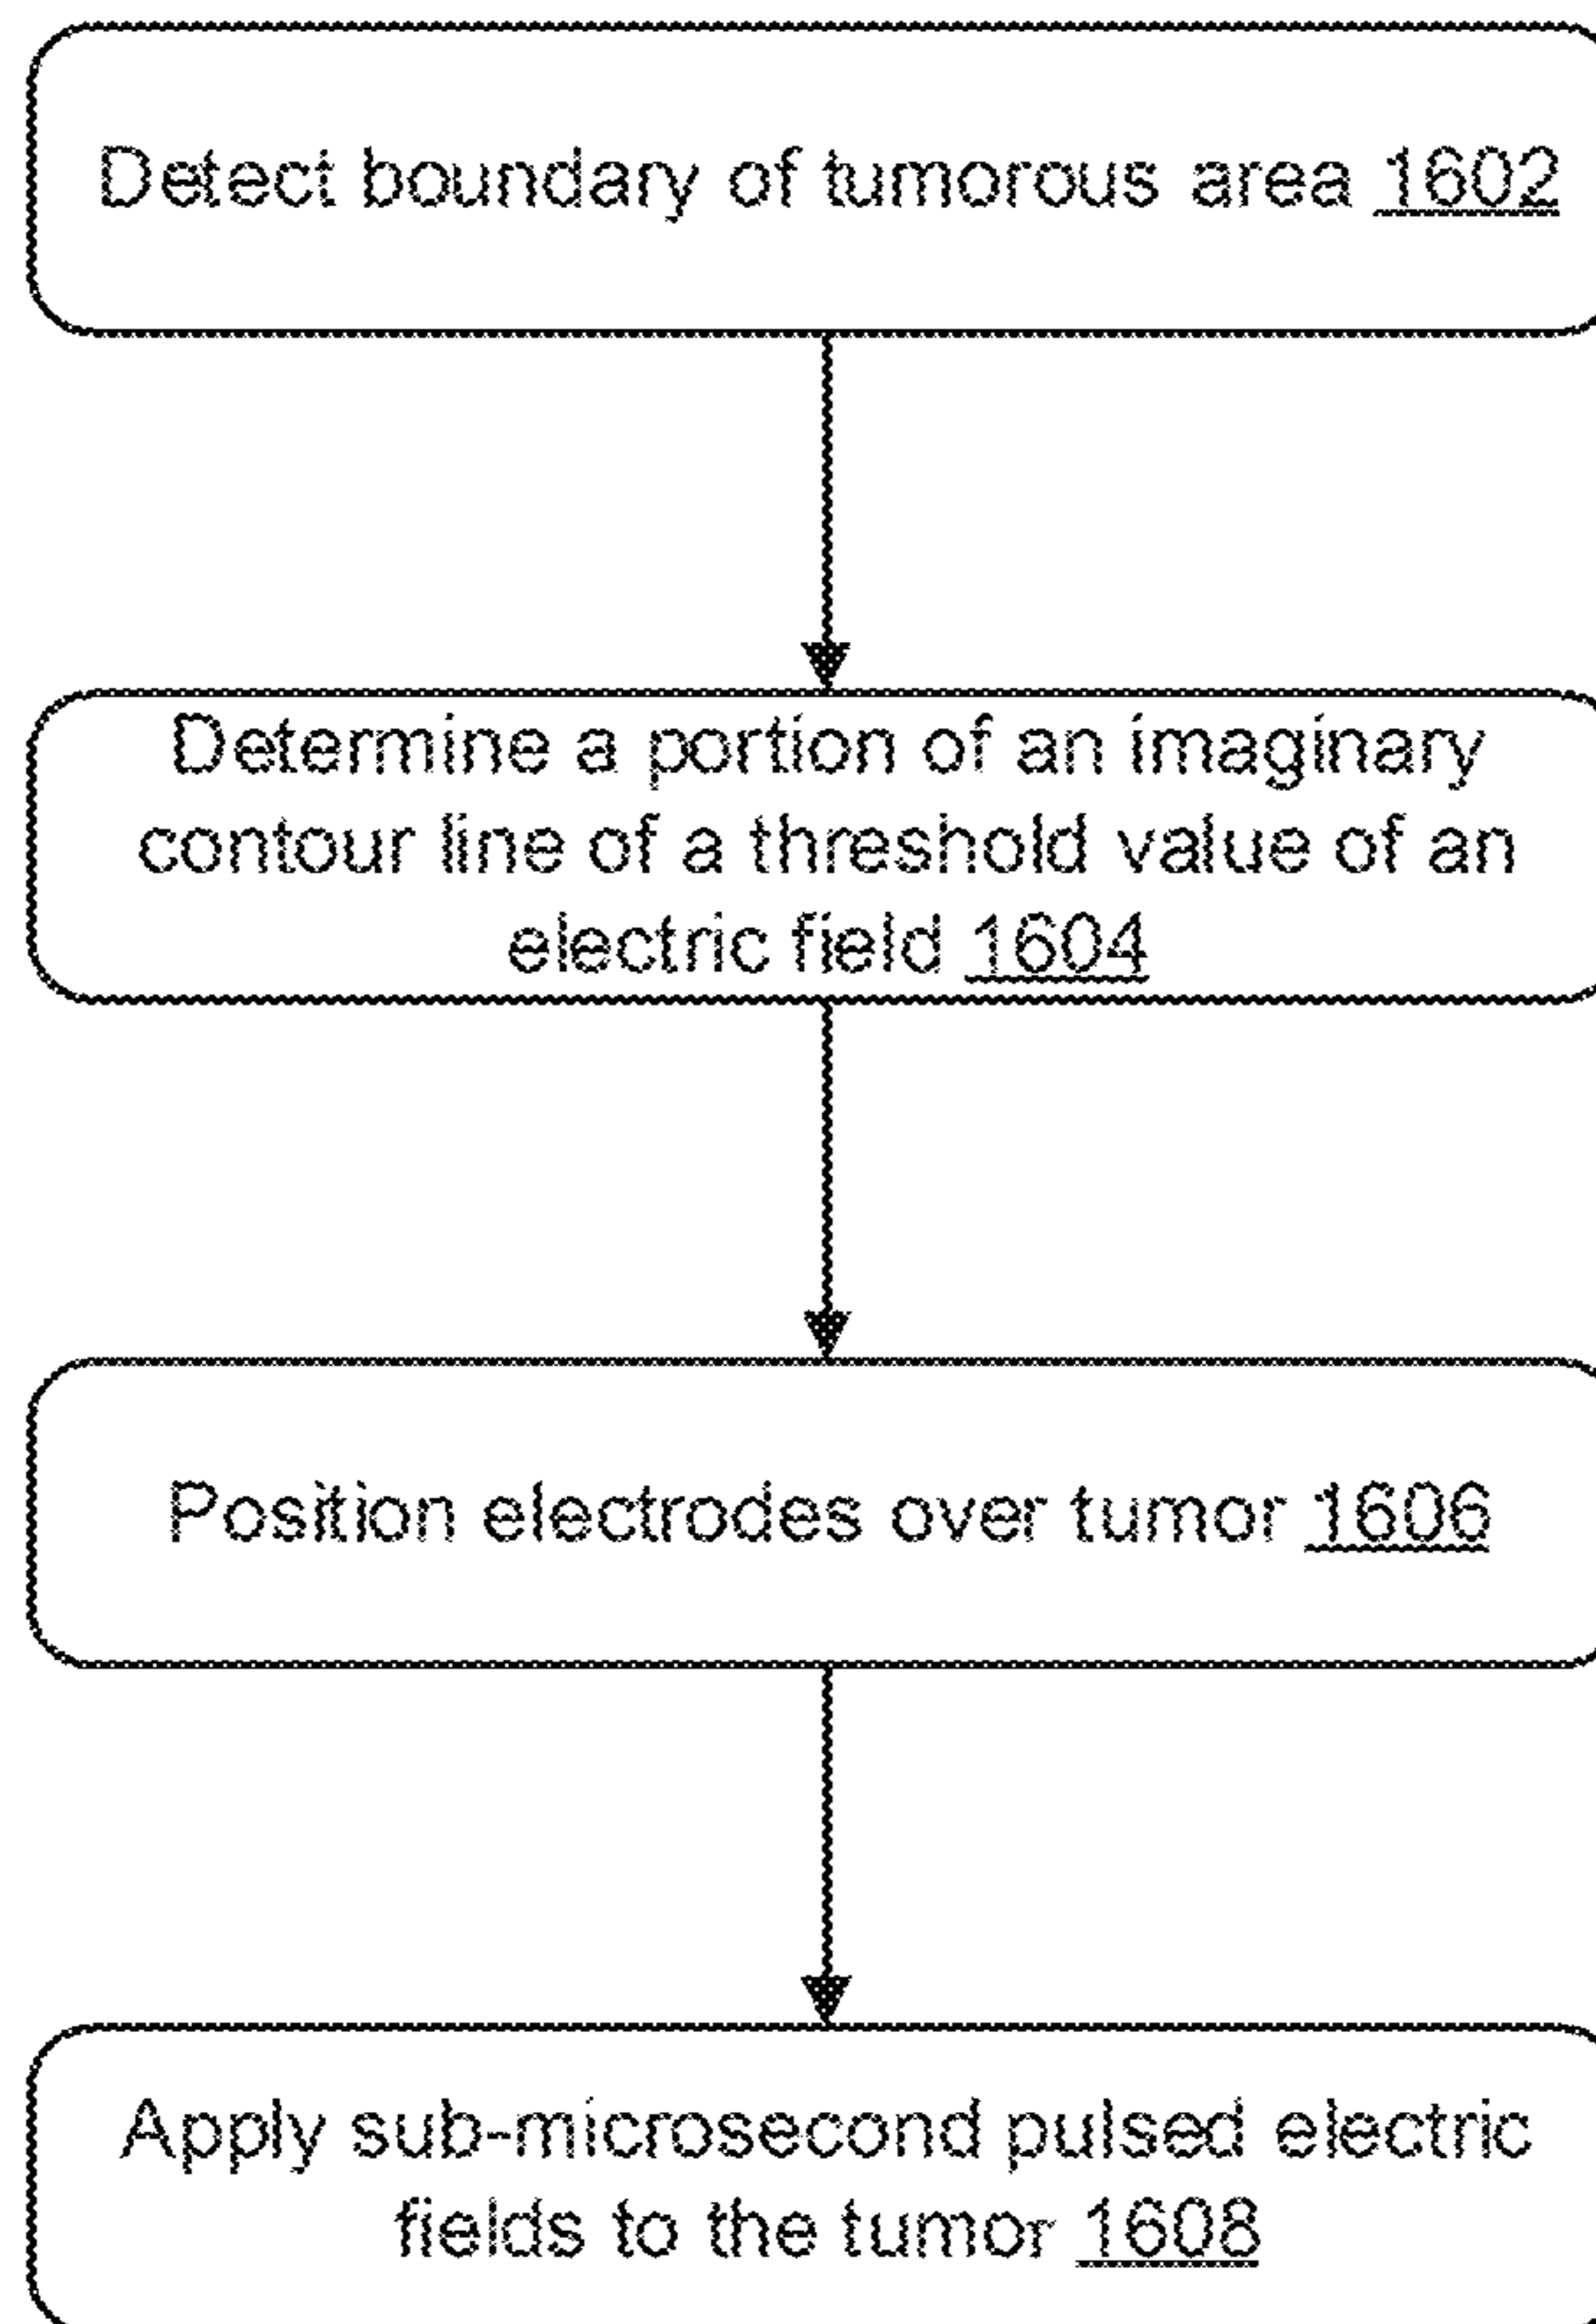 Detect boundary of tumorous area 1602
Determine a portion of an imaginary
contour line of a threshold value of an
electric field 1604
Position electrodes over tumor 1606
Apply sub-microsecond pulsed electric
fields to the tumor 1608